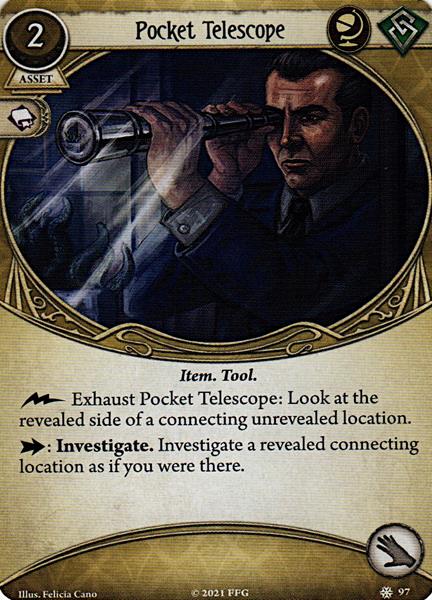 2
Pocket Telescope
ASSET
Item. Tool.
Exhaust Pocket Telescope: Look at the
revealed side of a connecting unrevealed location.
: Investigate. Investigate a revealed connecting
location as if you were there.
Illus. Felicia Cano
© 2021 FFG
97